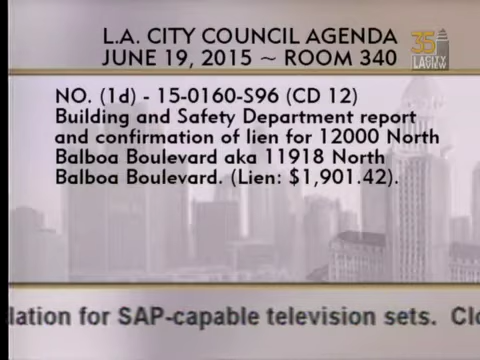 L.A. CITY COUNCIL AGENDA
JUNE 19, 2015 ~ ROOM 340
35
LA CITY
VIEW
NO. (1d) - 15-0160-S96 (CD 12)
Building and Safety Department report
and confirmation of lien for 12000 North
Balboa Boulevard aka 11918 North
Balboa Boulevard. (Lien: $1,901.42).
lation for SAP-capable television sets. Clo